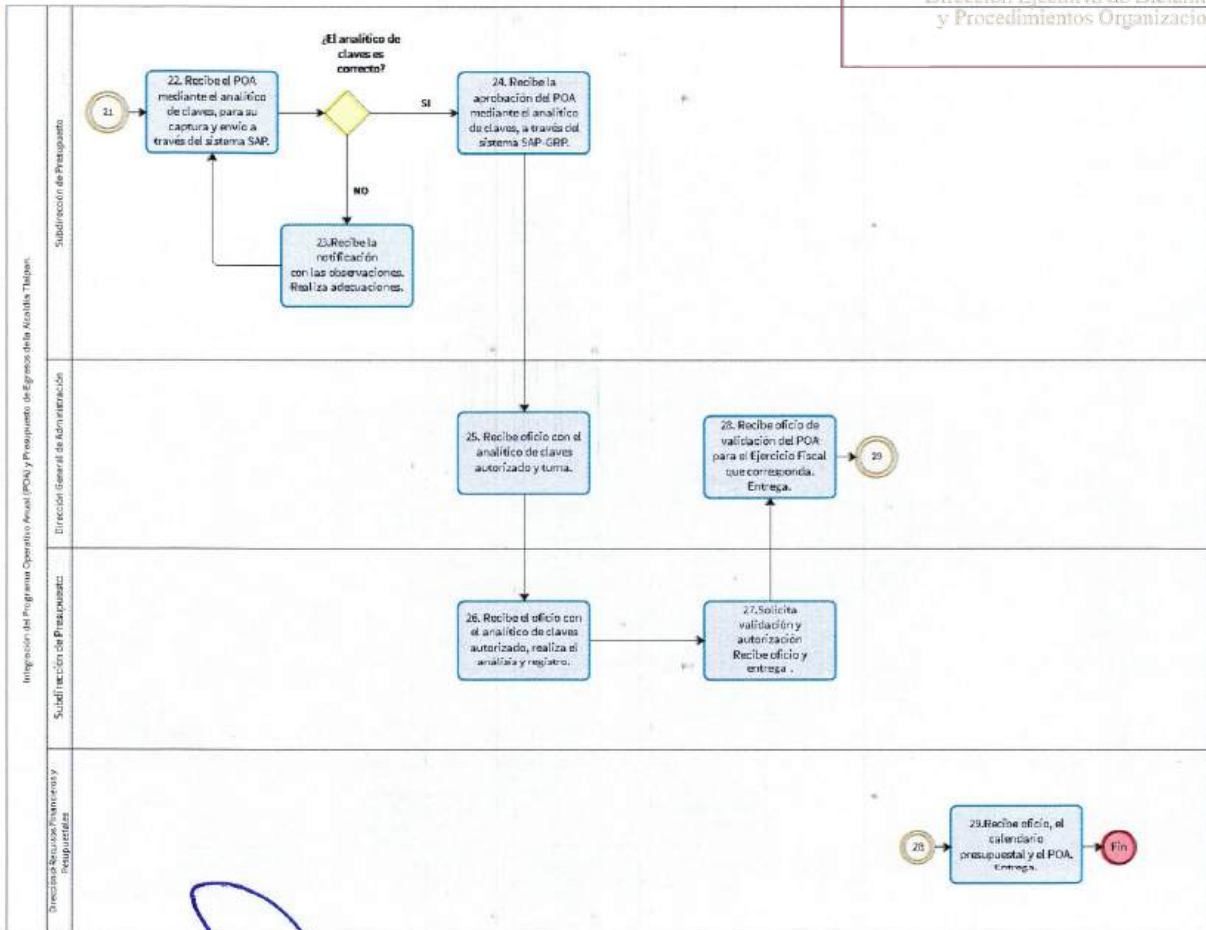 y Procedimientos Organizacio
Integración del Programa Operativo Anual (POA) y Presupuesto de Egresos de la Alcaldía Tlalpan.
Subdirección de Presupuesto
21
22. Recibe el POA
mediante el analítico
de claves, para su
captura y envío a
través del sistema SAP.
¿El analítico de
claves es
correcto?
SI
NO
24. Recibe la
aprobación del POA
mediante el analítico
de claves, a través del
sistema SAP-GRP.
23.Recibe la
notificación
con las observaciones.
Realiza adecuaciones.
Dirección General de Administración
25. Recibe oficio con el
analítico de claves
autorizado y turna.
28. Recibe oficio de
validación del POA
para el Ejercicio Fiscal
que corresponda.
Entrega.
29
Subdirección de Presupuesto
26. Recibe el oficio con
el analítico de claves
autorizado, realiza el
análisis y registro.
27.Solicita
validación y
autorización
Recibe oficio y
entrega .
Dirección de Recursos Financieros y
Presupuestales
28
29.Recibe oficio, el
calendario
presupuestal y el POA.
Entrega.
Fin